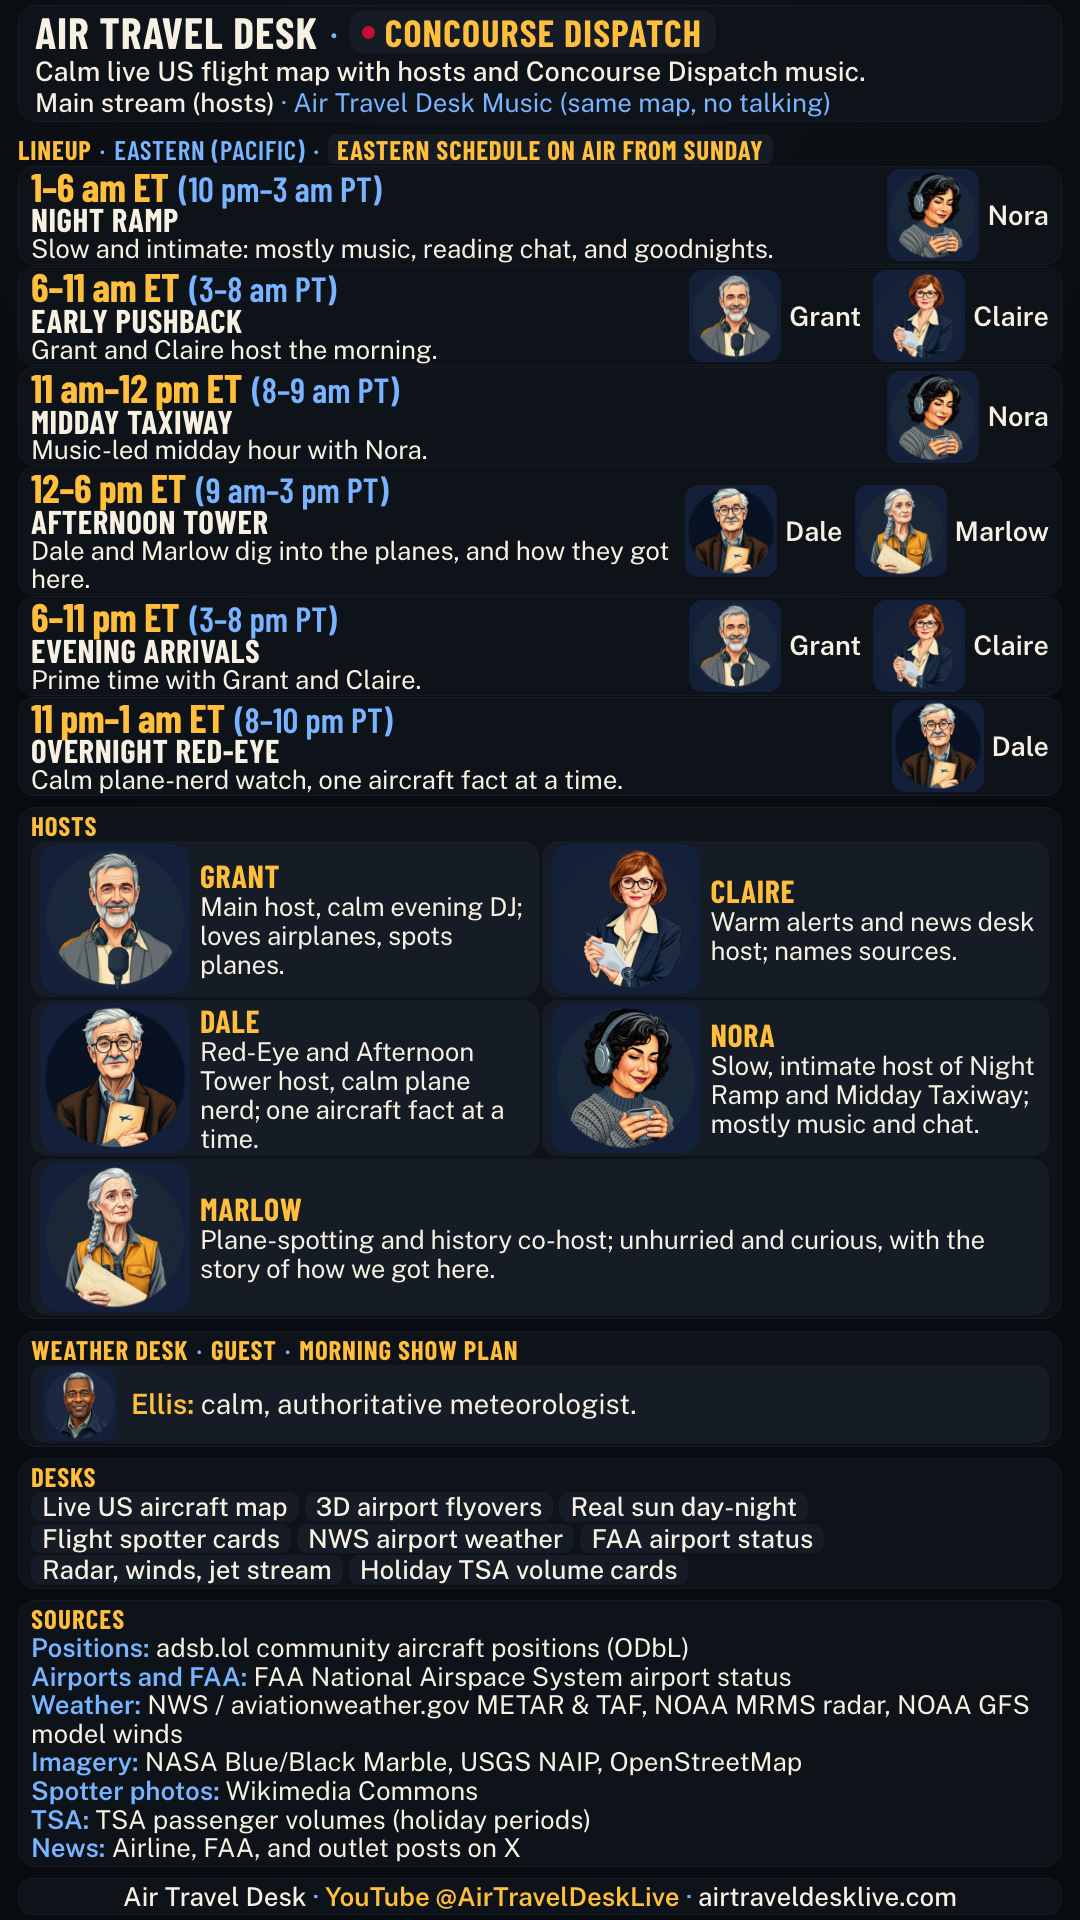 AIR TRAVEL DESK · CONCOURSE DISPATCH
Calm live US flight map with hosts and Concourse Dispatch music.
Main stream (hosts) · Air Travel Desk Music (same map, no talking)
LINEUP · EASTERN (PACIFIC) · EASTERN SCHEDULE ON AIR FROM SUNDAY
1–6 am ET (10 pm–3 am PT)
NIGHT RAMP
Slow and intimate: mostly music, reading chat, and goodnights.
Nora
6–11 am ET (3–8 am PT)
EARLY PUSHBACK
Grant and Claire host the morning.
Grant
Claire
11 am–12 pm ET (8–9 am PT)
MIDDAY TAXIWAY
Music-led midday hour with Nora.
Nora
12–6 pm ET (9 am–3 pm PT)
AFTERNOON TOWER
Dale and Marlow dig into the planes, and how they got
here.
Dale
Marlow
6–11 pm ET (3–8 pm PT)
EVENING ARRIVALS
Prime time with Grant and Claire.
Grant
Claire
11 pm–1 am ET (8–10 pm PT)
OVERNIGHT RED-EYE
Calm plane-nerd watch, one aircraft fact at a time.
Dale
HOSTS
GRANT
Main host, calm evening DJ;
loves airplanes, spots
planes.
CLAIRE
Warm alerts and news desk
host; names sources.
DALE
Red-Eye and Afternoon
Tower host, calm plane
nerd; one aircraft fact at a
time.
NORA
Slow, intimate host of Night
Ramp and Midday Taxiway;
mostly music and chat.
MARLOW
Plane-spotting and history co-host; unhurried and curious, with the
story of how we got here.
WEATHER DESK · GUEST · MORNING SHOW PLAN
Ellis: calm, authoritative meteorologist.
DESKS
Live US aircraft map 3D airport flyovers Real sun day-night
Flight spotter cards NWS airport weather FAA airport status
Radar, winds, jet stream Holiday TSA volume cards
SOURCES
Positions: adsb.lol community aircraft positions (ODbL)
Airports and FAA: FAA National Airspace System airport status
Weather: NWS / aviationweather.gov METAR & TAF, NOAA MRMS radar, NOAA GFS
model winds
Imagery: NASA Blue/Black Marble, USGS NAIP, OpenStreetMap
Spotter photos: Wikimedia Commons
TSA: TSA passenger volumes (holiday periods)
News: Airline, FAA, and outlet posts on X
Air Travel Desk · YouTube @AirTravelDeskLive · airtraveldesklive.com